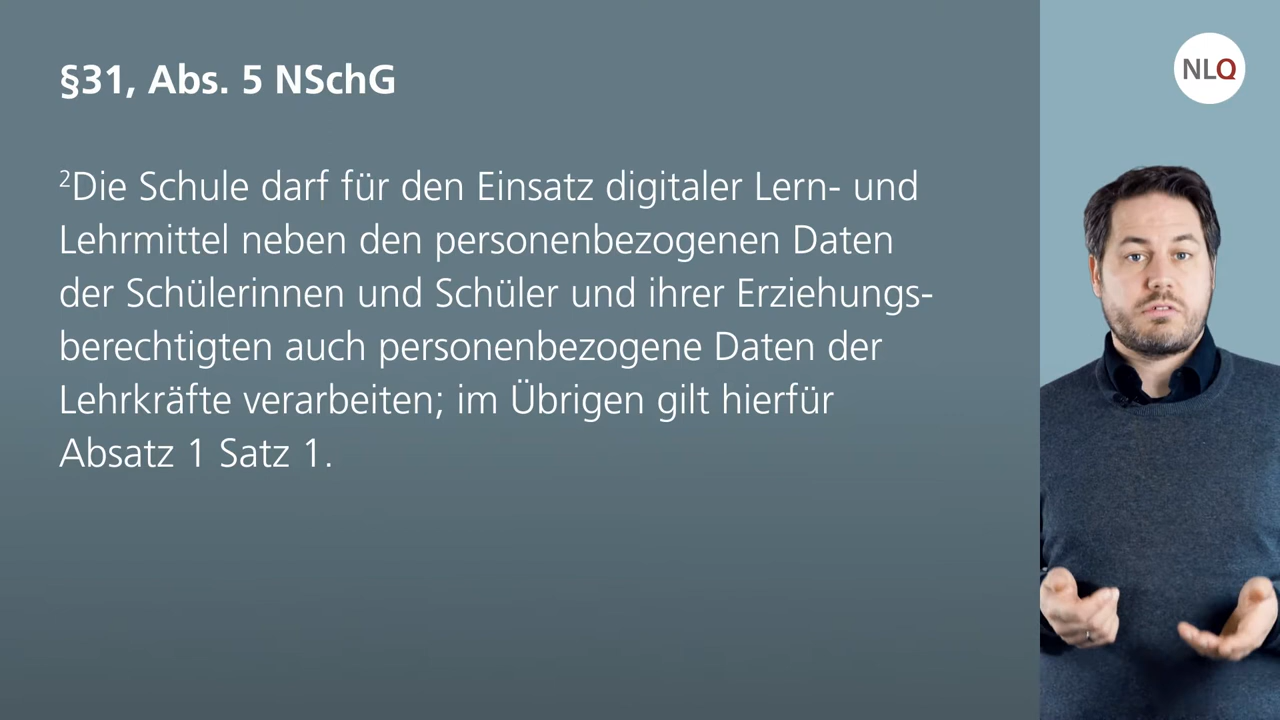 §31, Abs. 5 NSchG
²Die Schule darf für den Einsatz digitaler Lern- und
Lehrmittel neben den personenbezogenen Daten
der Schülerinnen und Schüler und ihrer Erziehungs-
berechtigten auch personenbezogene Daten der
Lehrkräfte verarbeiten; im Übrigen gilt hierfür
Absatz 1 Satz 1.
NLQ